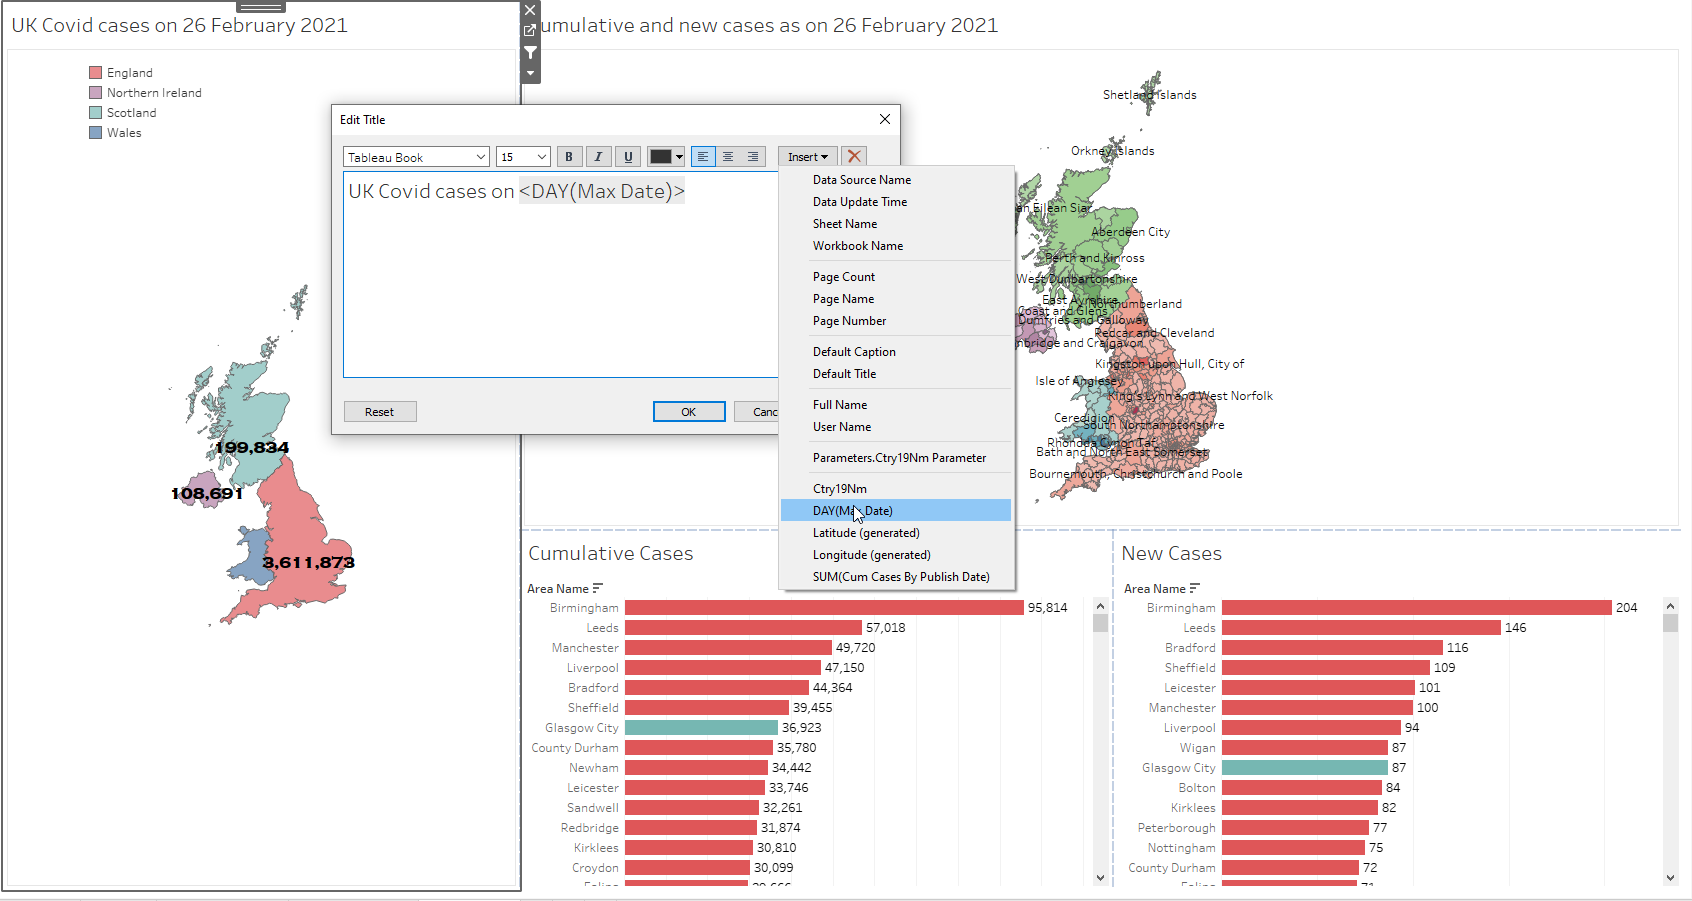 UK Covid cases on 26 February 2021
England
Northern Ireland
Scotland
Wales
199,834
108,691
3,611,873
umulative and new cases as on 26 February 2021
Edit Title
Tableau Book
15
B I U
Insert
UK Covid cases on <DAY(Max Date)>
Reset
OK
Canc
Data Source Name
Data Update Time
Sheet Name
Workbook Name
Page Count
Page Name
Page Number
Default Caption
Default Title
Full Name
User Name
Parameters.Ctry19Nm Parameter
Ctry19Nm
DAY(Max Date)
Latitude (generated)
Longitude (generated)
SUM(Cum Cases By Publish Date)
Shetland Islands
Orkney Islands
an Eilean Siar
Aberdeen City
Perth and Kinross
West Dunbartonshire
East Ayrshire
Northumberland
Coast and Glens
Dumfries and Galloway
Redcar and Cleveland
nbridge and Craigavon
Kingston upon Hull, City of
Isle of Anglesey
King's Lynn and West Norfolk
Ceredigion
South Northamptonshire
Rhondda Cynon Taf
Bath and North East Somerset
Bournemouth, Christchurch and Poole
Cumulative Cases
Area Name
Birmingham 95,814
Leeds 57,018
Manchester 49,720
Liverpool 47,150
Bradford 44,364
Sheffield 39,455
Glasgow City 36,923
County Durham 35,780
Newham 34,442
Leicester 33,746
Sandwell 32,261
Redbridge 31,874
Kirklees 30,810
Croydon 30,099
New Cases
Area Name
Birmingham 204
Leeds 146
Bradford 116
Sheffield 109
Leicester 101
Manchester 100
Liverpool 94
Wigan 87
Glasgow City 87
Bolton 84
Kirklees 82
Peterborough 77
Nottingham 75
County Durham 72